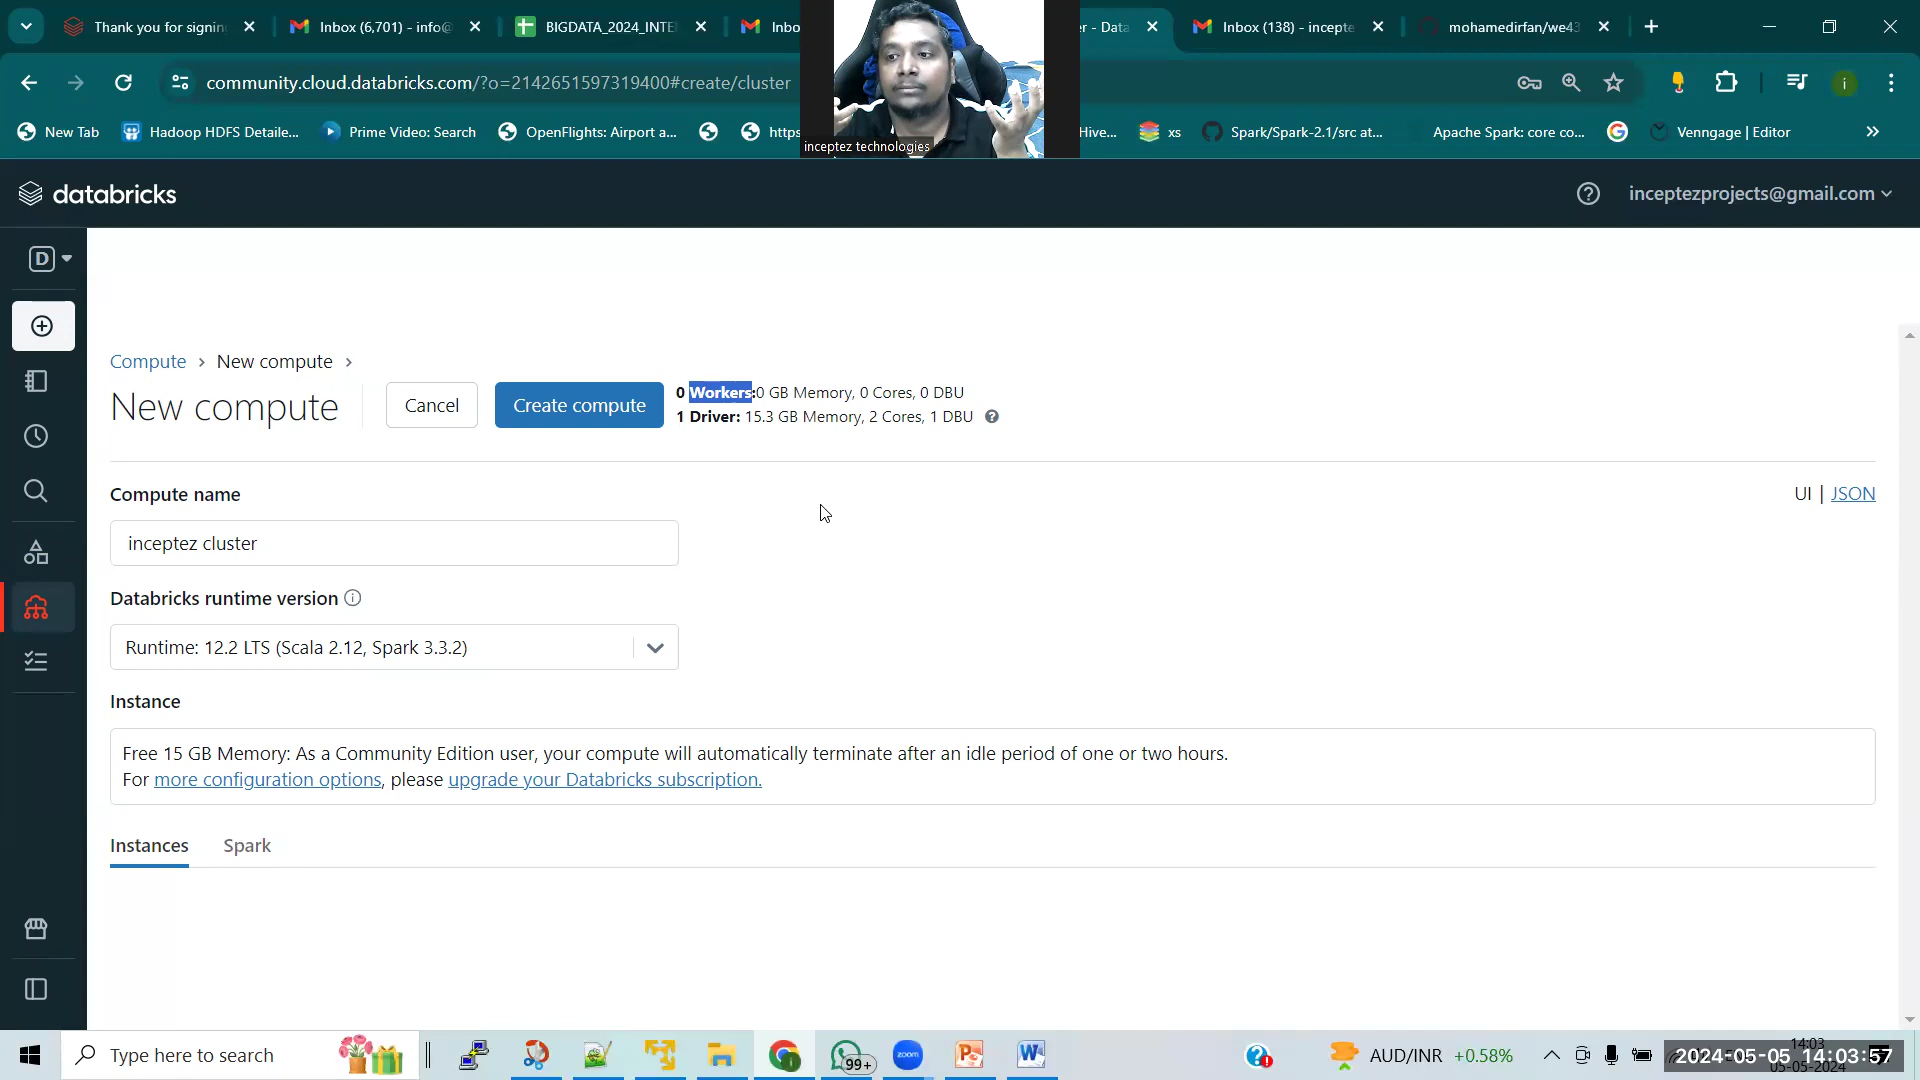 Thank you for signin
Inbox (6,701) - info@
BIGDATA_2024_INTE
Inbo
er - Data
Inbox (138) - incepte
mohamedirfan/we43
community.cloud.databricks.com/?o=2142651597319400#create/cluster
New Tab
Hadoop HDFS Detaile...
Prime Video: Search
OpenFlights: Airport a...
https
Hive...
xs
Spark/Spark-2.1/src at...
Apache Spark: core co...
Venngage | Editor
inceptez technologies
databricks
inceptezprojects@gmail.com
D
Compute > New compute >
New compute
Cancel
Create compute
0 Workers:0 GB Memory, 0 Cores, 0 DBU
1 Driver: 15.3 GB Memory, 2 Cores, 1 DBU
Compute name
UI | JSON
inceptez cluster
Databricks runtime version
Runtime: 12.2 LTS (Scala 2.12, Spark 3.3.2)
Instance
Free 15 GB Memory: As a Community Edition user, your compute will automatically terminate after an idle period of one or two hours.
For more configuration options, please upgrade your Databricks subscription.
Instances
Spark
Type here to search
99+
zoom
AUD/INR +0.58%
14:03
05-05-2024
2024-05-05 14:03:57